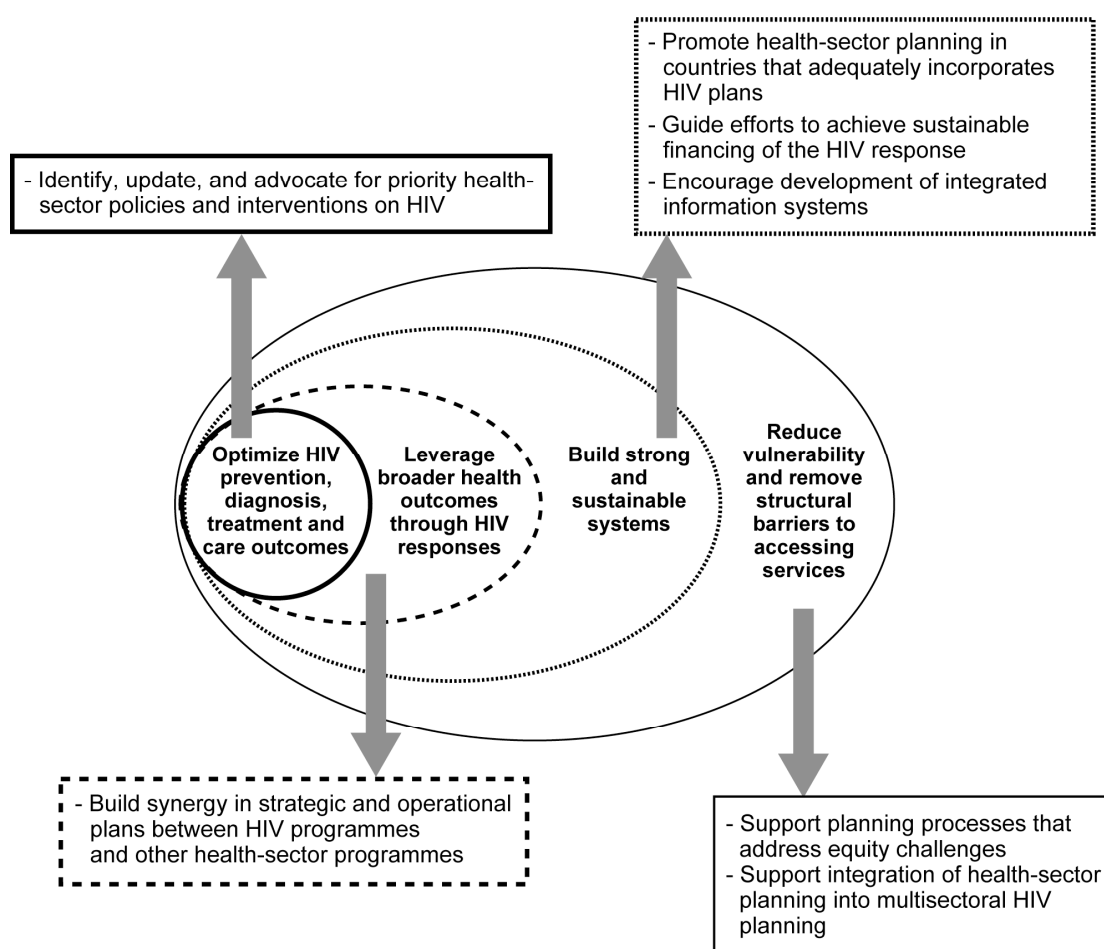 - Promote health-sector planning in
countries that adequately incorporates
HIV plans
- Guide efforts to achieve sustainable
financing of the HIV response
- Encourage development of integrated
information systems
- Identify, update, and advocate for priority health-
sector policies and interventions on HIV
Optimize HIV
prevention,
diagnosis,
treatment and
care outcomes
Leverage
broader health
outcomes
through HIV
responses
Build strong
and
sustainable
systems
Reduce
vulnerability
and remove
structural
barriers to
accessing
services
- Build synergy in strategic and operational
plans between HIV programmes
and other health-sector programmes
- Support planning processes that
address equity challenges
- Support integration of health-sector
planning into multisectoral HIV
planning